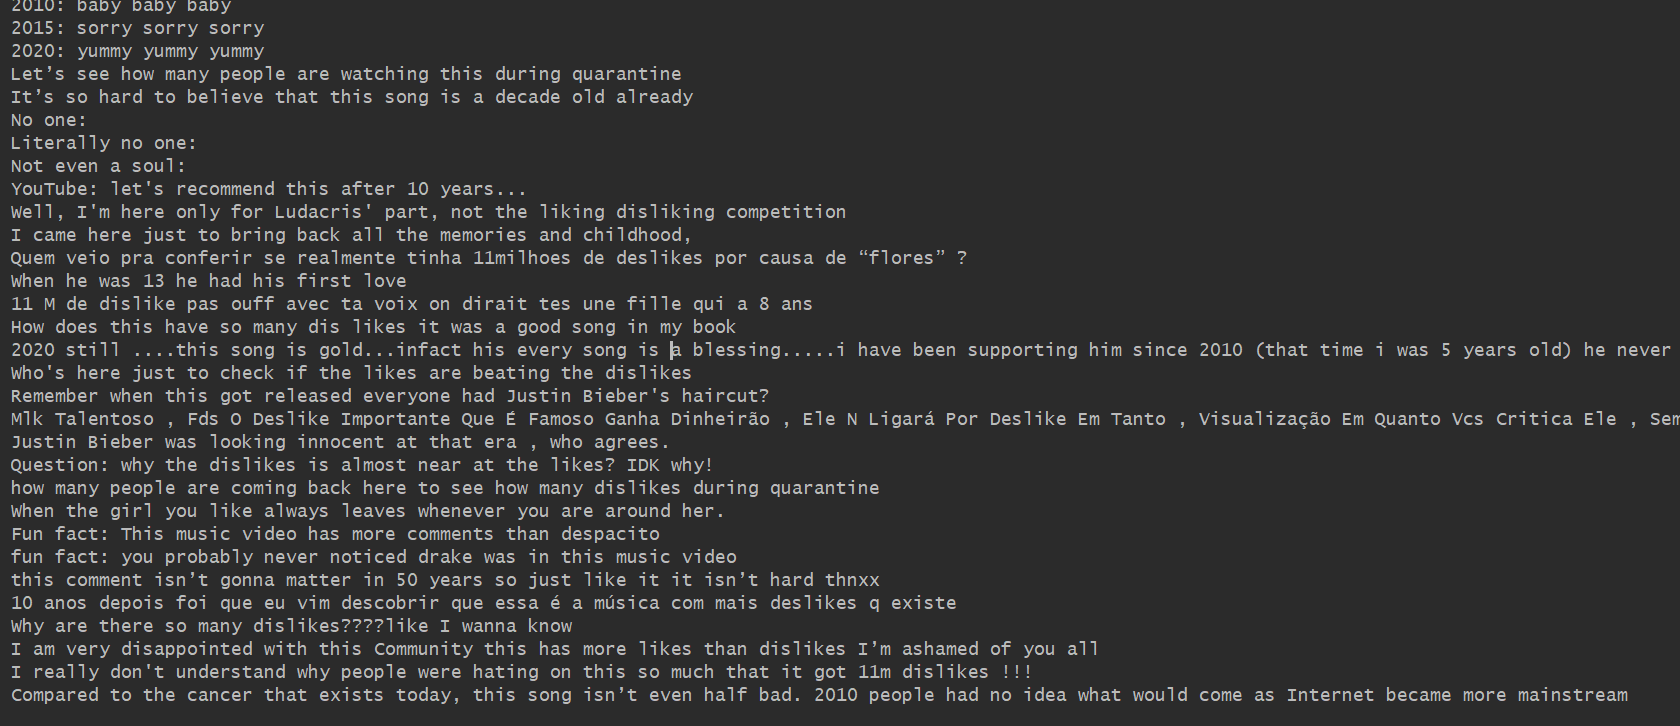 2010: baby baby baby
2015: sorry sorry sorry
2020: yummy yummy yummy
Let’s see how many people are watching this during quarantine
It’s so hard to believe that this song is a decade old already
No one:
Literally no one:
Not even a soul:
YouTube: let's recommend this after 10 years...
Well, I'm here only for Ludacris' part, not the liking disliking competition
I came here just to bring back all the memories and childhood,
Quem veio pra conferir se realmente tinha 11milhoes de deslikes por causa de “flores” ?
When he was 13 he had his first love
11 M de dislike pas ouff avec ta voix on dirait tes une fille qui a 8 ans
How does this have so many dis likes it was a good song in my book
2020 still ....this song is gold...infact his every song is a blessing.....i have been supporting him since 2010 (that time i was 5 years old) he never
Who's here just to check if the likes are beating the dislikes
Remember when this got released everyone had Justin Bieber's haircut?
Mlk Talentoso , Fds O Deslike Importante Que É Famoso Ganha Dinheirão , Ele N Ligará Por Deslike Em Tanto , Visualização Em Quanto Vcs Critica Ele , Sem
Justin Bieber was looking innocent at that era , who agrees.
Question: why the dislikes is almost near at the likes? IDK why!
how many people are coming back here to see how many dislikes during quarantine
When the girl you like always leaves whenever you are around her.
Fun fact: This music video has more comments than despacito
fun fact: you probably never noticed drake was in this music video
this comment isn’t gonna matter in 50 years so just like it it isn’t hard thnxx
10 anos depois foi que eu vim descobrir que essa é a música com mais deslikes q existe
Why are there so many dislikes????like I wanna know
I am very disappointed with this Community this has more likes than dislikes I’m ashamed of you all
I really don't understand why people were hating on this so much that it got 11m dislikes !!!
Compared to the cancer that exists today, this song isn’t even half bad. 2010 people had no idea what would come as Internet became more mainstream